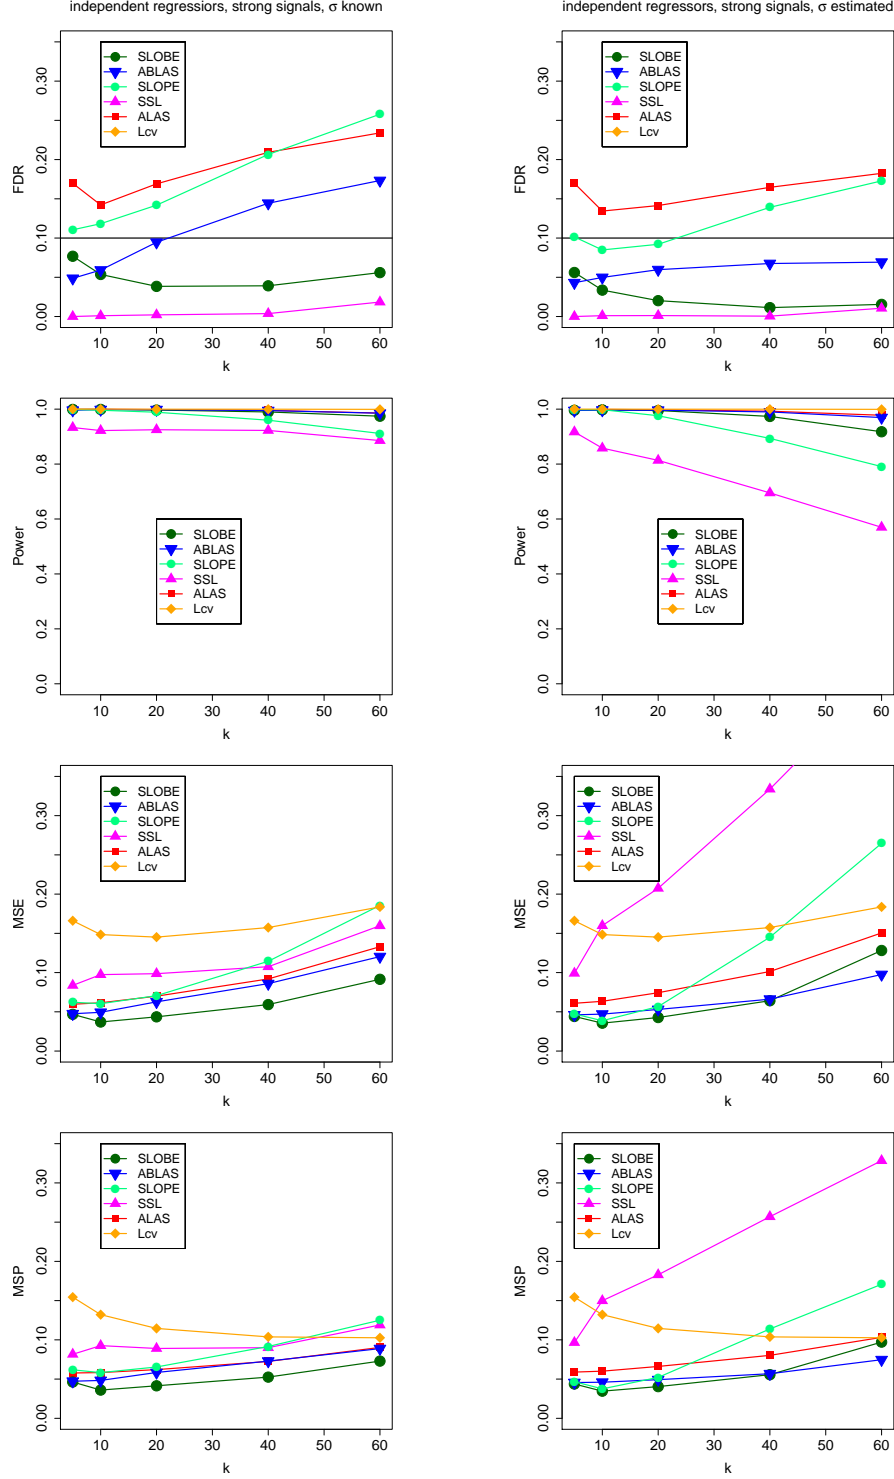 independent regressiors, strong signals, σ known
FDR
0.00 0.10 0.20 0.30
SLOBE
ABLAS
SLOPE
SSL
ALAS
Lcv
10 20 30 40 50 60
k
independent regressors, strong signals, σ estimated
FDR
0.00 0.10 0.20 0.30
SLOBE
ABLAS
SLOPE
SSL
ALAS
Lcv
10 20 30 40 50 60
k
Power
0.0 0.2 0.4 0.6 0.8 1.0
SLOBE
ABLAS
SLOPE
SSL
ALAS
Lcv
10 20 30 40 50 60
k
Power
0.0 0.2 0.4 0.6 0.8 1.0
SLOBE
ABLAS
SLOPE
SSL
ALAS
Lcv
10 20 30 40 50 60
k
MSE
0.00 0.10 0.20 0.30
SLOBE
ABLAS
SLOPE
SSL
ALAS
Lcv
10 20 30 40 50 60
k
MSE
0.00 0.10 0.20 0.30
SLOBE
ABLAS
SLOPE
SSL
ALAS
Lcv
10 20 30 40 50 60
k
MSP
0.00 0.10 0.20 0.30
SLOBE
ABLAS
SLOPE
SSL
ALAS
Lcv
10 20 30 40 50 60
k
MSP
0.00 0.10 0.20 0.30
SLOBE
ABLAS
SLOPE
SSL
ALAS
Lcv
10 20 30 40 50 60
k